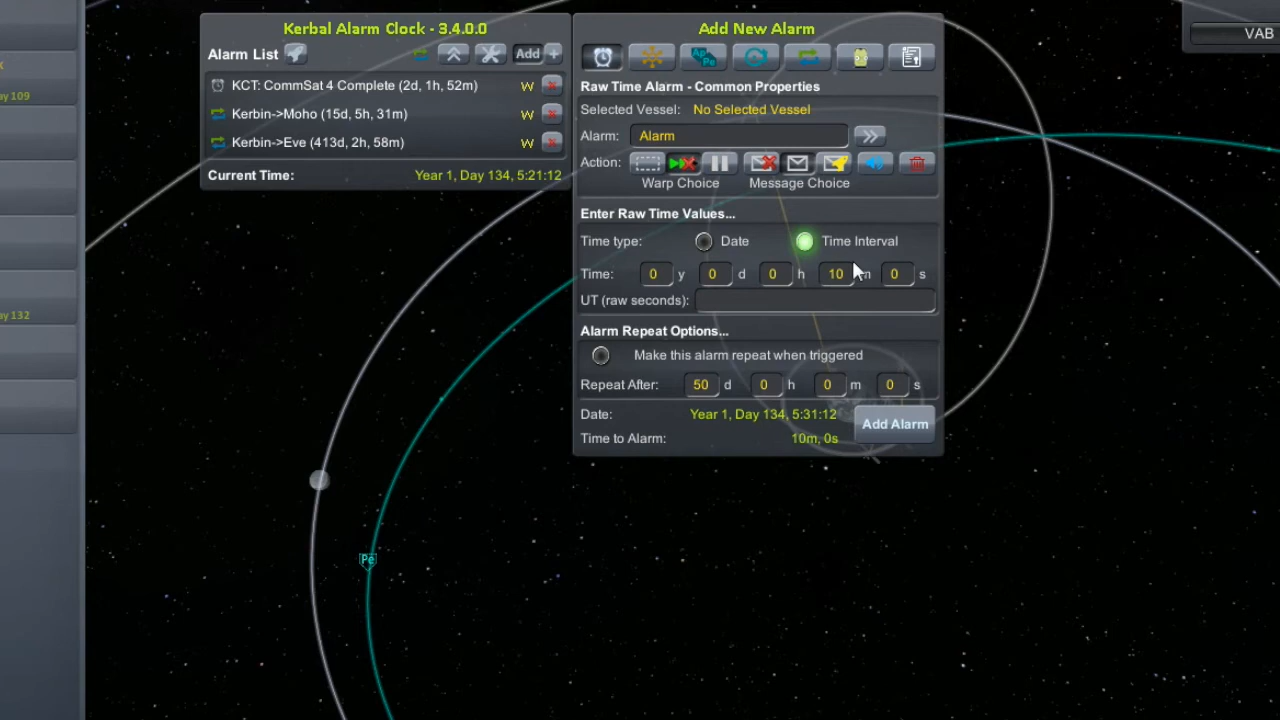 Kerbal Alarm Clock - 3.4.0.0
Alarm List
Add +
KCT: CommSat 4 Complete (2d, 1h, 52m) W
Kerbin->Moho (15d, 5h, 31m) W
Kerbin->Eve (413d, 2h, 58m) W
Current Time: Year 1, Day 134, 5:21:12
Add New Alarm
Raw Time Alarm - Common Properties
Selected Vessel: No Selected Vessel
Alarm: Alarm
Action:
Warp Choice Message Choice
Enter Raw Time Values...
Time type: Date Time Interval
Time: 0 y 0 d 0 h 10 m 0 s
UT (raw seconds):
Alarm Repeat Options...
Make this alarm repeat when triggered
Repeat After: 50 d 0 h 0 m 0 s
Date: Year 1, Day 134, 5:31:12
Add Alarm
Time to Alarm: 10m, 0s
VAB
109
132
Pe
Ap
Pe